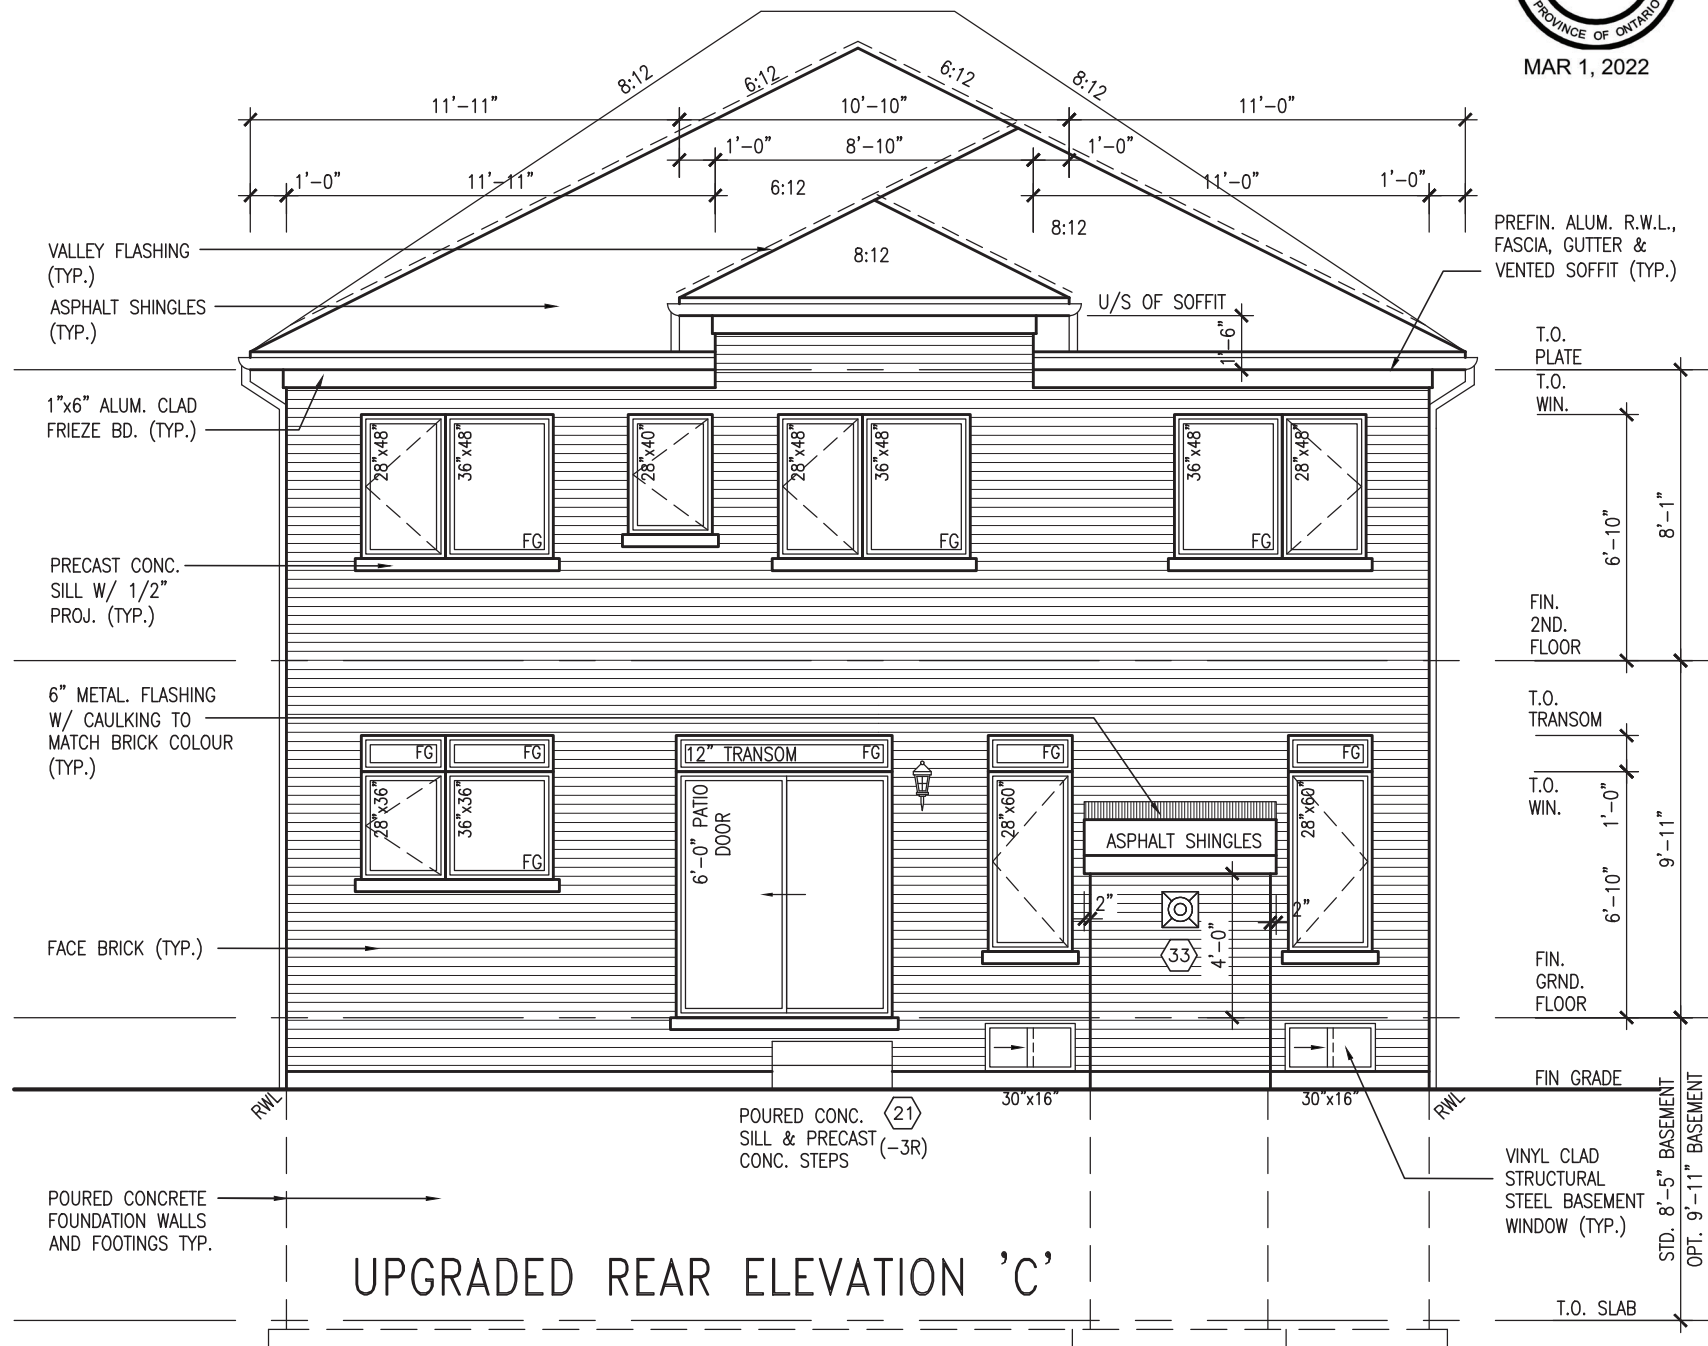 PROVINCE OF ONTARIO
MAR 1, 2022
8:12
6:12
6:12
8:12
11'-11"
10'-10"
11'-0"
1'-0"
8'-10"
1'-0"
1'-0"
11'-11"
6:12
11'-0"
1'-0"
8:12
8:12
VALLEY FLASHING
(TYP.)
ASPHALT SHINGLES
(TYP.)
1"x6" ALUM. CLAD
FRIEZE BD. (TYP.)
PRECAST CONC.
SILL W/ 1/2"
PROJ. (TYP.)
6" METAL. FLASHING
W/ CAULKING TO
MATCH BRICK COLOUR
(TYP.)
FACE BRICK (TYP.)
POURED CONCRETE
FOUNDATION WALLS
AND FOOTINGS TYP.
U/S OF SOFFIT
1'-6"
PREFIN. ALUM. R.W.L.,
FASCIA, GUTTER &
VENTED SOFFIT (TYP.)
T.O.
PLATE
T.O.
WIN.
6'-10"
8'-1"
FIN.
2ND.
FLOOR
T.O.
TRANSOM
T.O.
WIN.
1'-0"
9'-11"
6'-10"
FIN.
GRND.
FLOOR
FIN GRADE
STD. 8'-5" BASEMENT
OPT. 9'-11" BASEMENT
T.O. SLAB
28"x48"
36"x48"
FG
28"x40"
28"x48"
36"x48"
FG
36"x48"
28"x48"
FG
FG
FG
28"x36"
36"x36"
FG
12" TRANSOM
FG
6'-0" PATIO
DOOR
FG
28"x60"
FG
28"x60"
ASPHALT SHINGLES
2"
2"
33
4'-0"
RWL
30"x16"
30"x16"
RWL
POURED CONC.
SILL & PRECAST
CONC. STEPS
21
(-3R)
VINYL CLAD
STRUCTURAL
STEEL BASEMENT
WINDOW (TYP.)
UPGRADED REAR ELEVATION 'C'